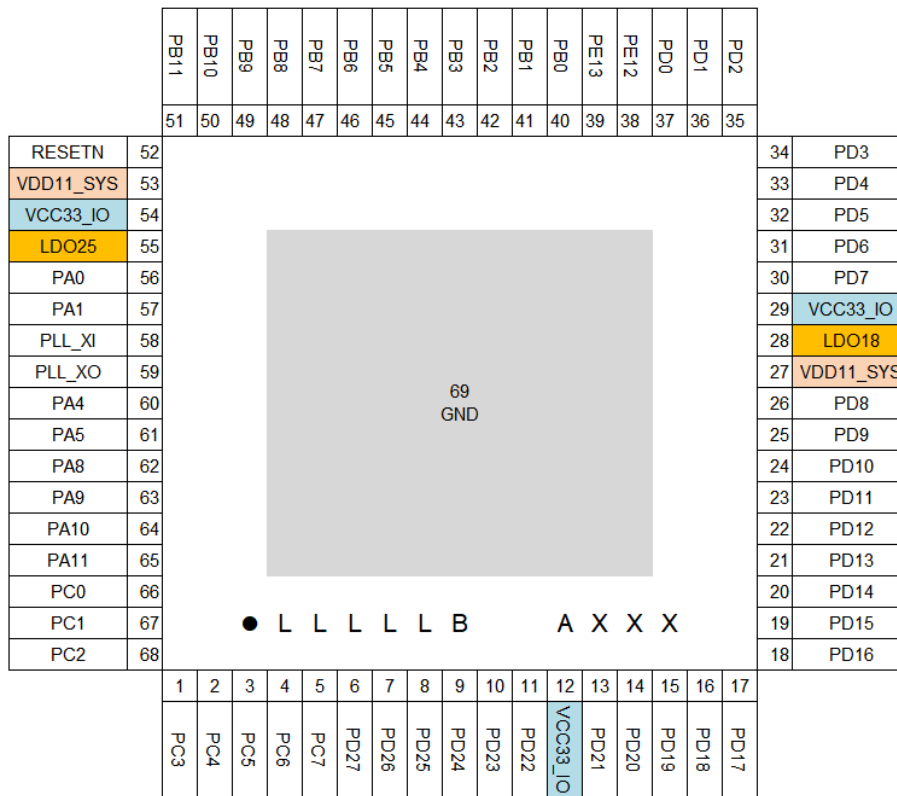 PB11 PB10 PB9 PB8 PB7 PB6 PB5 PB4 PB3 PB2 PB1 PB0 PE13 PE12 PD0 PD1 PD2
51 50 49 48 47 46 45 44 43 42 41 40 39 38 37 36 35
RESETN 52 34 PD3
VDD11_SYS 53 33 PD4
VCC33_IO 54 32 PD5
LDO25 55 31 PD6
PA0 56 30 PD7
PA1 57 29 VCC33_IO
PLL_XI 58 28 LDO18
PLL_XO 59 27 VDD11_SYS
PA4 60 69 26 PD8
GND
PA5 61 25 PD9
PA8 62 24 PD10
PA9 63 23 PD11
PA10 64 22 PD12
PA11 65 21 PD13
PC0 66 20 PD14
PC1 67 ● L L L L L B A X X X 19 PD15
PC2 68 18 PD16
1 2 3 4 5 6 7 8 9 10 11 12 13 14 15 16 17
PC3 PC4 PC5 PC6 PC7 PD27 PD26 PD25 PD24 PD23 PD22 VCC33_IO PD21 PD20 PD19 PD18 PD17